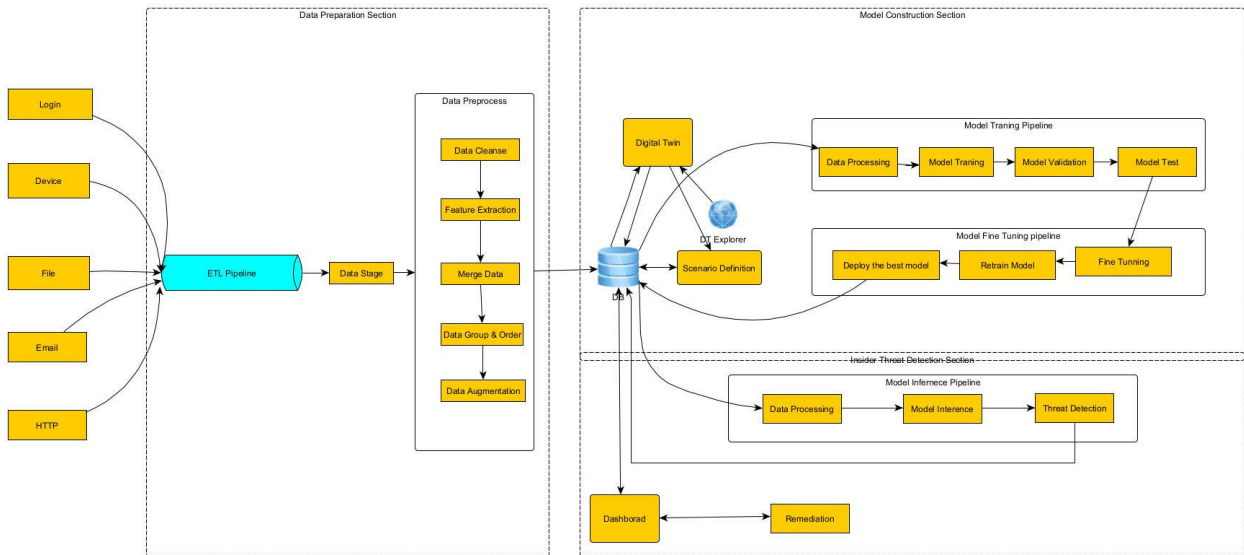 Data Preparation Section
Login
Device
File
Email
HTTP
ETL Pipeline
Data Stage
Data Preprocess
Data Cleanse
Feature Extraction
Merge Data
Data Group & Order
Data Augmentation
Model Construction Section
Digital Twin
DT Explorer
DB
Scenario Definition
Model Traning Pipeline
Data Processing
Model Traning
Model Validation
Model Test
Model Fine Tuning pipeline
Deploy the best model
Retrain Model
Fine Tunning
Insider Threat Detection Section
Model Infernece Pipeline
Data Processing
Model Interence
Threat Detection
Dashborad
Remediation